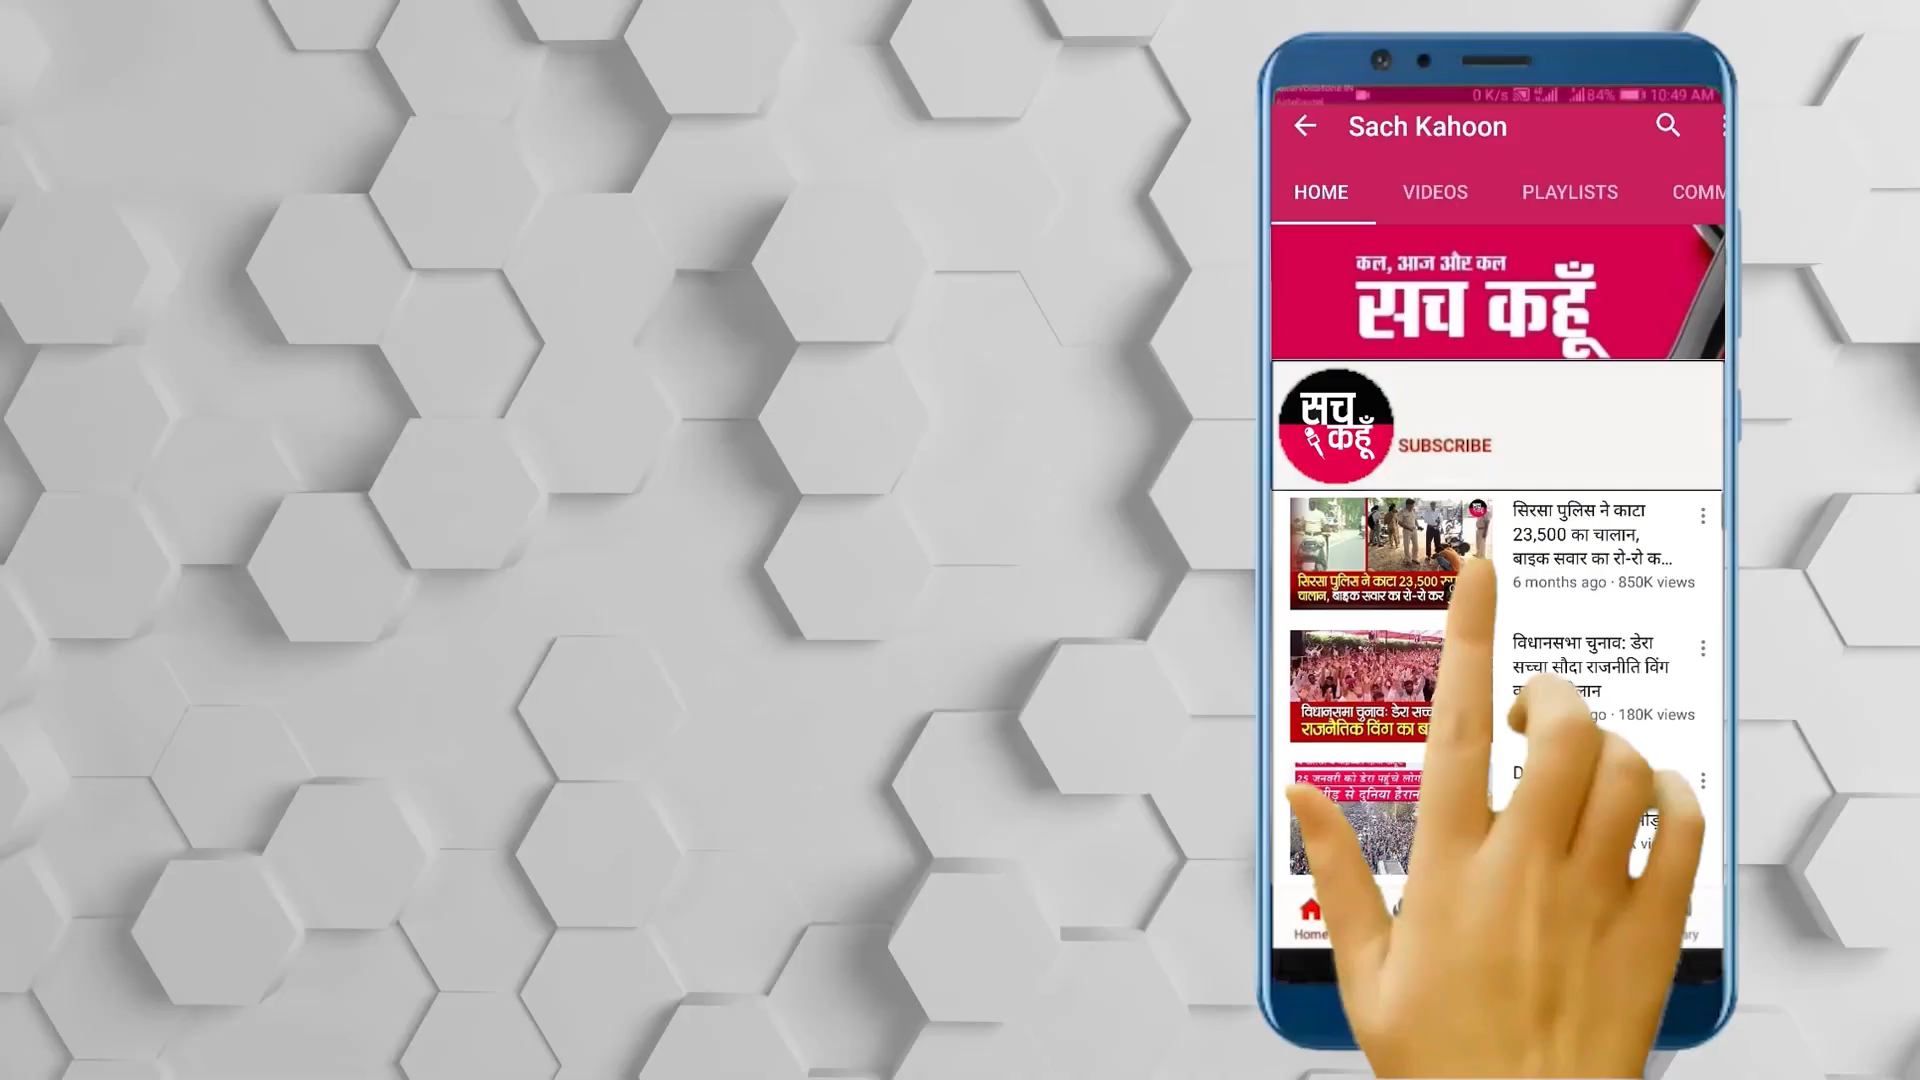 0 K/s 84% 10:49 AM
Sach Kahoon
HOME VIDEOS PLAYLISTS COMM
कल, आज और कल
सच कहूँ
सच
कहूँ
SUBSCRIBE
सिरसा पुलिस ने काटा 23,500
चालान, बाइक सवार का रो-रो कर
सिरसा पुलिस ने काटा
23,500 का चालान,
बाइक सवार का रो-रो क...
6 months ago · 850K views
विधानसभा चुनाव: डेरा सच्च
राजनैतिक विंग का ब
विधानसभा चुनाव: डेरा
सच्चा सौदा राजनीति विंग
लान
go · 180K views
25 जनवरी को डेरा पहुंचे लोगों
भीड़ से दुनिया हैरान
D
Home